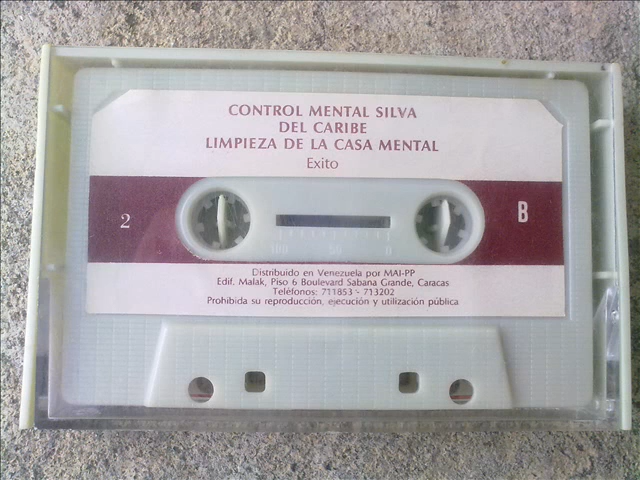 CONTROL MENTAL SILVA
DEL CARIBE
LIMPIEZA DE LA CASA MENTAL
Exito
2
B
100 50 0
Distribuido en Venezuela por MAI-PP
Edif. Malak, Piso 6 Boulevard Sabana Grande, Caracas
Teléfonos: 711853 - 713202
Prohibida su reproducción, ejecución y utilización pública